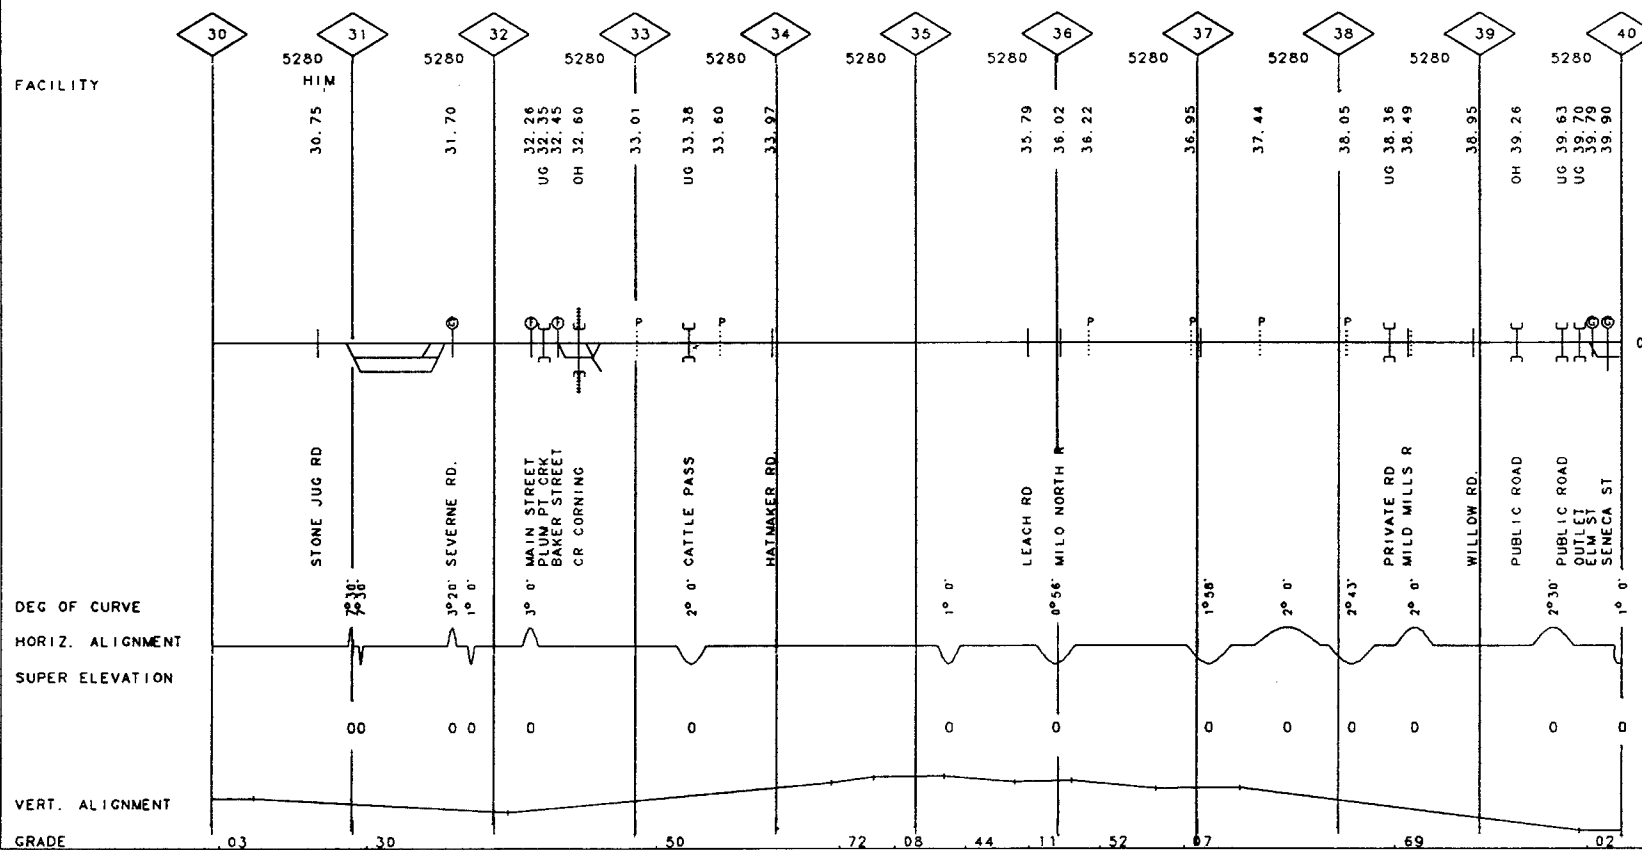 30 31 32 33 34 35 36 37 38 39 40
5280 5280 5280 5280 5280 5280 5280 5280 5280 5280
FACILITY
HIM
30.75
31.70
32.26
UG 32.35
32.45
OH 32.60
33.01
UG 33.38
33.60
33.97
35.79
36.02
36.22
36.95
37.44
38.05
UG 38.36
38.49
38.95
OH 39.26
UG 39.63
UG 39.70
39.79
39.90
G F F P P P P P P G G
STONE JUG RD
SEVERNE RD.
MAIN STREET
PLUM PT CRK
BAKER STREET
CR CORNING
CATTLE PASS
HATMAKER RD.
LEACH RD
MILO NORTH R
PRIVATE RD
MILD MILLS R
WILLOW RD.
PUBLIC ROAD
PUBLIC ROAD
OUTLET
ELM ST
SENECA ST
DEG OF CURVE
7°30' 7°30' 3°20' 1° 0' 3° 0' 2° 0' 1° 0' 0°56' 1°58' 2° 0' 2°43' 2° 0' 2°30' 1° 0'
HORIZ. ALIGNMENT
SUPER ELEVATION
0 0 0 0 0 0 0 0 0 0 0 0 0 0
VERT. ALIGNMENT
GRADE .03 .30 .50 .72 .08 .44 .11 .52 .07 .69 .02